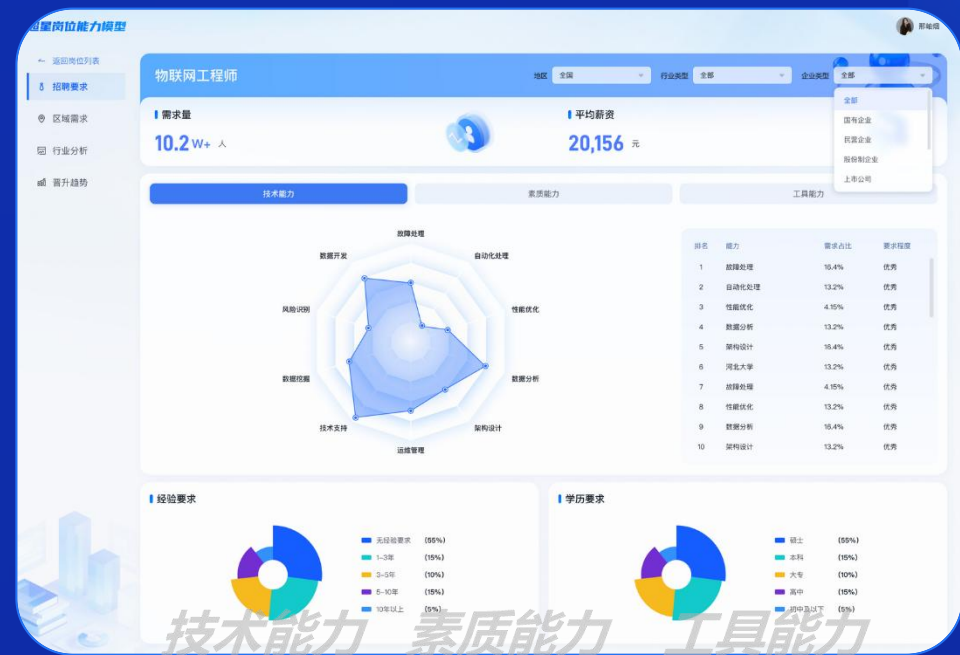 超星岗位能力模型
← 返回岗位列表
招聘要求
区域需求
行业分析
晋升趋势
物联网工程师
地区 全国
行业类型 全部
企业类型 全部
全部
国有企业
民营企业
股份制企业
上市公司
需求量
10.2 W+ 人
平均薪资
20,156 元
技术能力 素质能力 工具能力
故障处理
自动化处理
性能优化
数据分析
架构设计
运维管理
技术支持
数据挖掘
风险识别
数据开发
排名 能力 需求占比 要求程度
1 故障处理 16.4% 优秀
2 自动化处理 13.2% 优秀
3 性能优化 4.15% 优秀
4 数据分析 13.2% 优秀
5 架构设计 16.4% 优秀
6 河北大学 13.2% 优秀
7 故障处理 4.15% 优秀
8 性能优化 13.2% 优秀
9 数据分析 16.4% 优秀
10 架构设计 13.2% 优秀
经验要求
无经验要求 (55%)
1-3年 (15%)
3-5年 (10%)
5-10年 (15%)
10年以上 (5%)
学历要求
硕士 (55%)
本科 (15%)
大专 (10%)
高中 (15%)
初中及以下 (5%)
技术能力 素质能力 工具能力